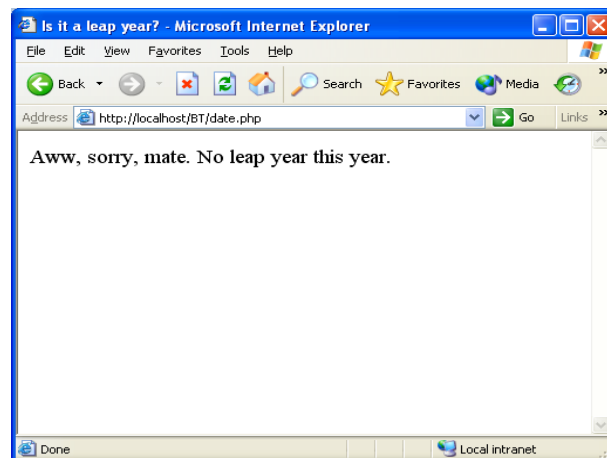 Is it a leap year? - Microsoft Internet Explorer
File Edit View Favorites Tools Help
Back Search Favorites Media »
Address http://localhost/BT/date.php Go Links »
Aww, sorry, mate. No leap year this year.
Done Local intranet